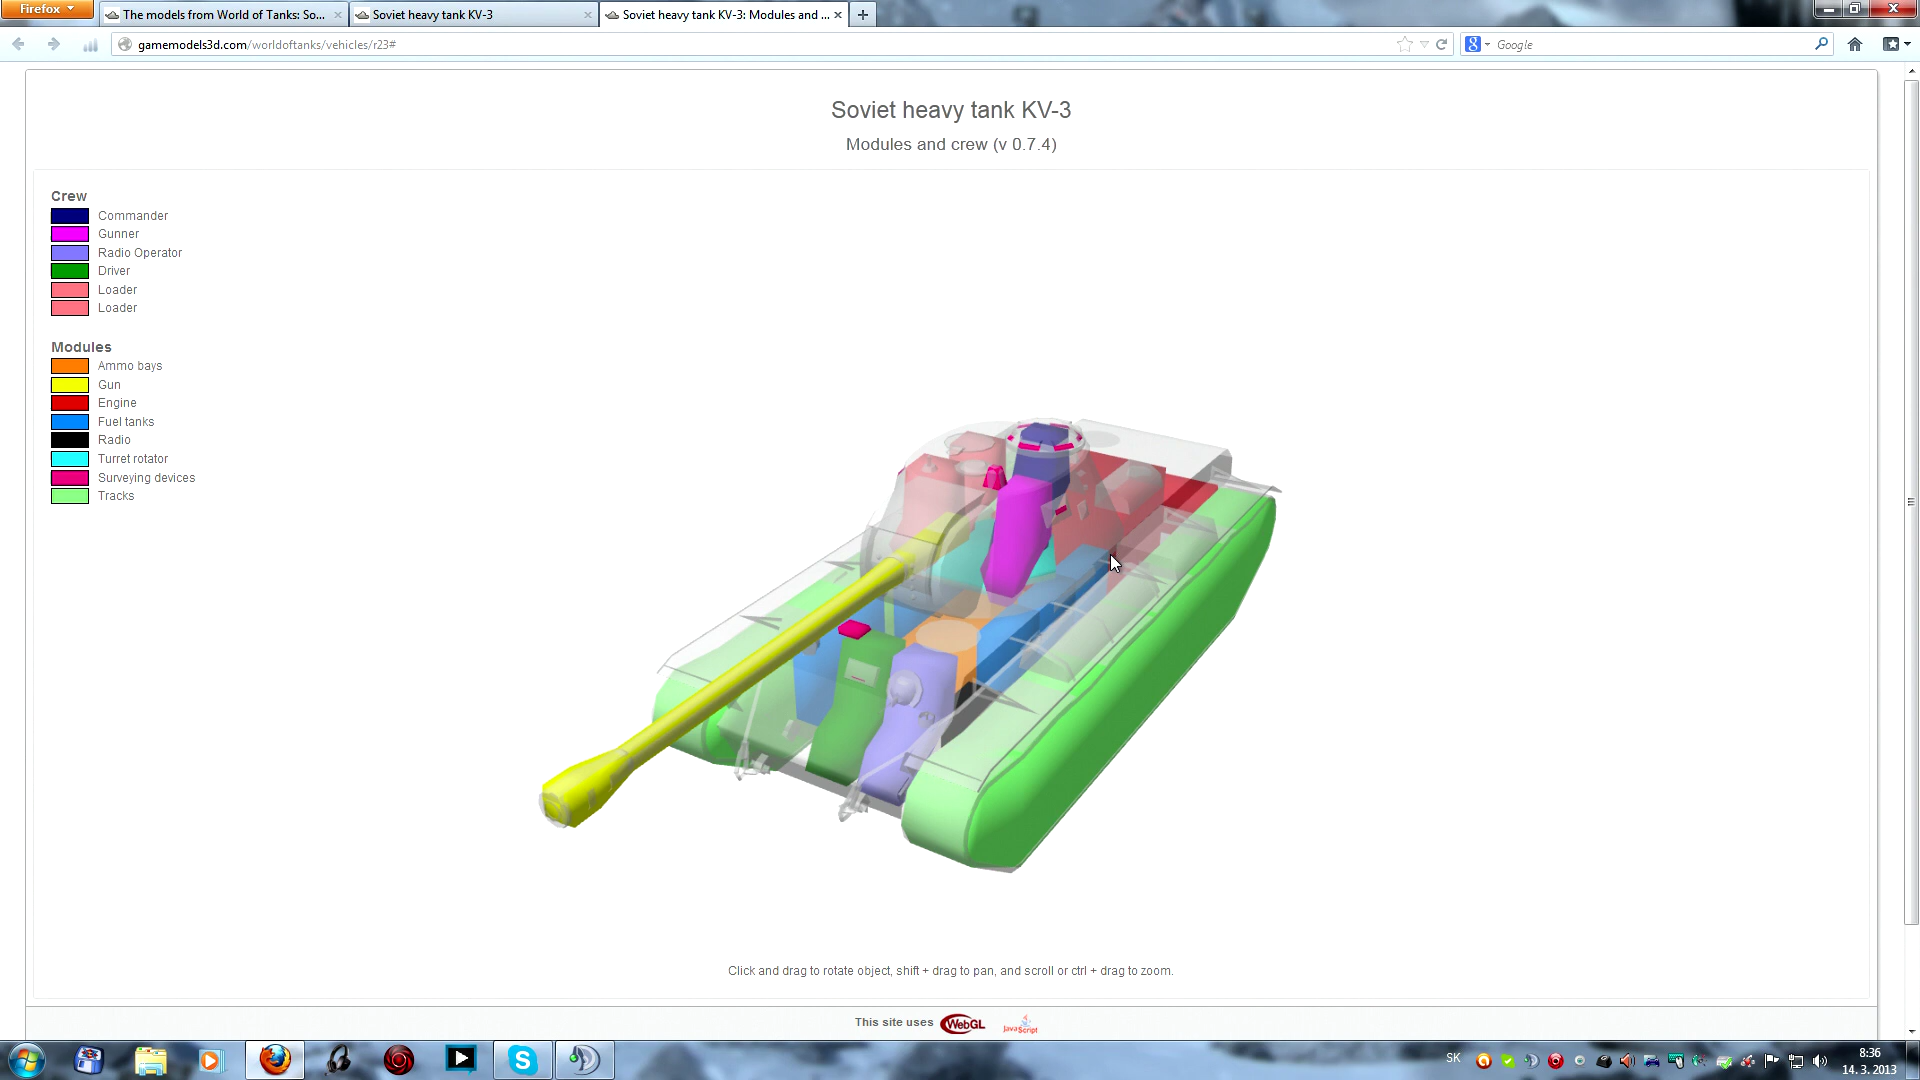 Firefox
The models from World of Tanks: So...
Soviet heavy tank KV-3
Soviet heavy tank KV-3: Modules and ...
gamemodels3d.com/worldoftanks/vehicles/r23#
Google
Soviet heavy tank KV-3
Modules and crew (v 0.7.4)
Crew
Commander
Gunner
Radio Operator
Driver
Loader
Loader
Modules
Ammo bays
Gun
Engine
Fuel tanks
Radio
Turret rotator
Surveying devices
Tracks
Click and drag to rotate object, shift + drag to pan, and scroll or ctrl + drag to zoom.
This site uses WebGL JavaScript
SK
8:36
14. 3. 2013